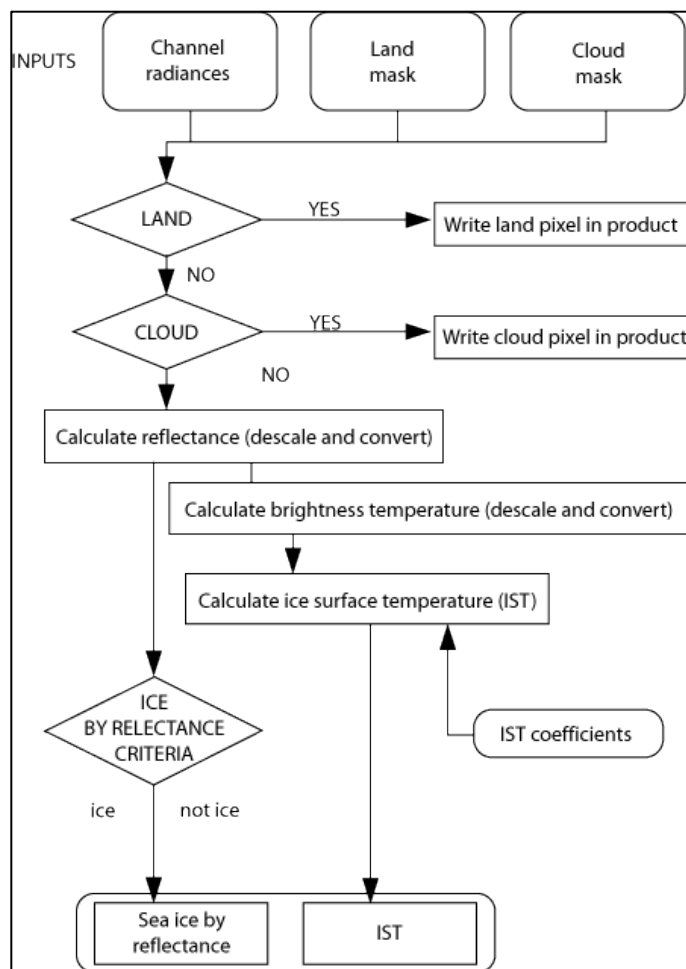 INPUTS
Channel
radiances
Land
mask
Cloud
mask
LAND
YES
Write land pixel in product
NO
CLOUD
YES
Write cloud pixel in product
NO
Calculate reflectance (descale and convert)
Calculate brightness temperature (descale and convert)
Calculate ice surface temperature (IST)
ICE
BY RELECTANCE
CRITERIA
IST coefficients
ice
not ice
Sea ice by
reflectance
IST